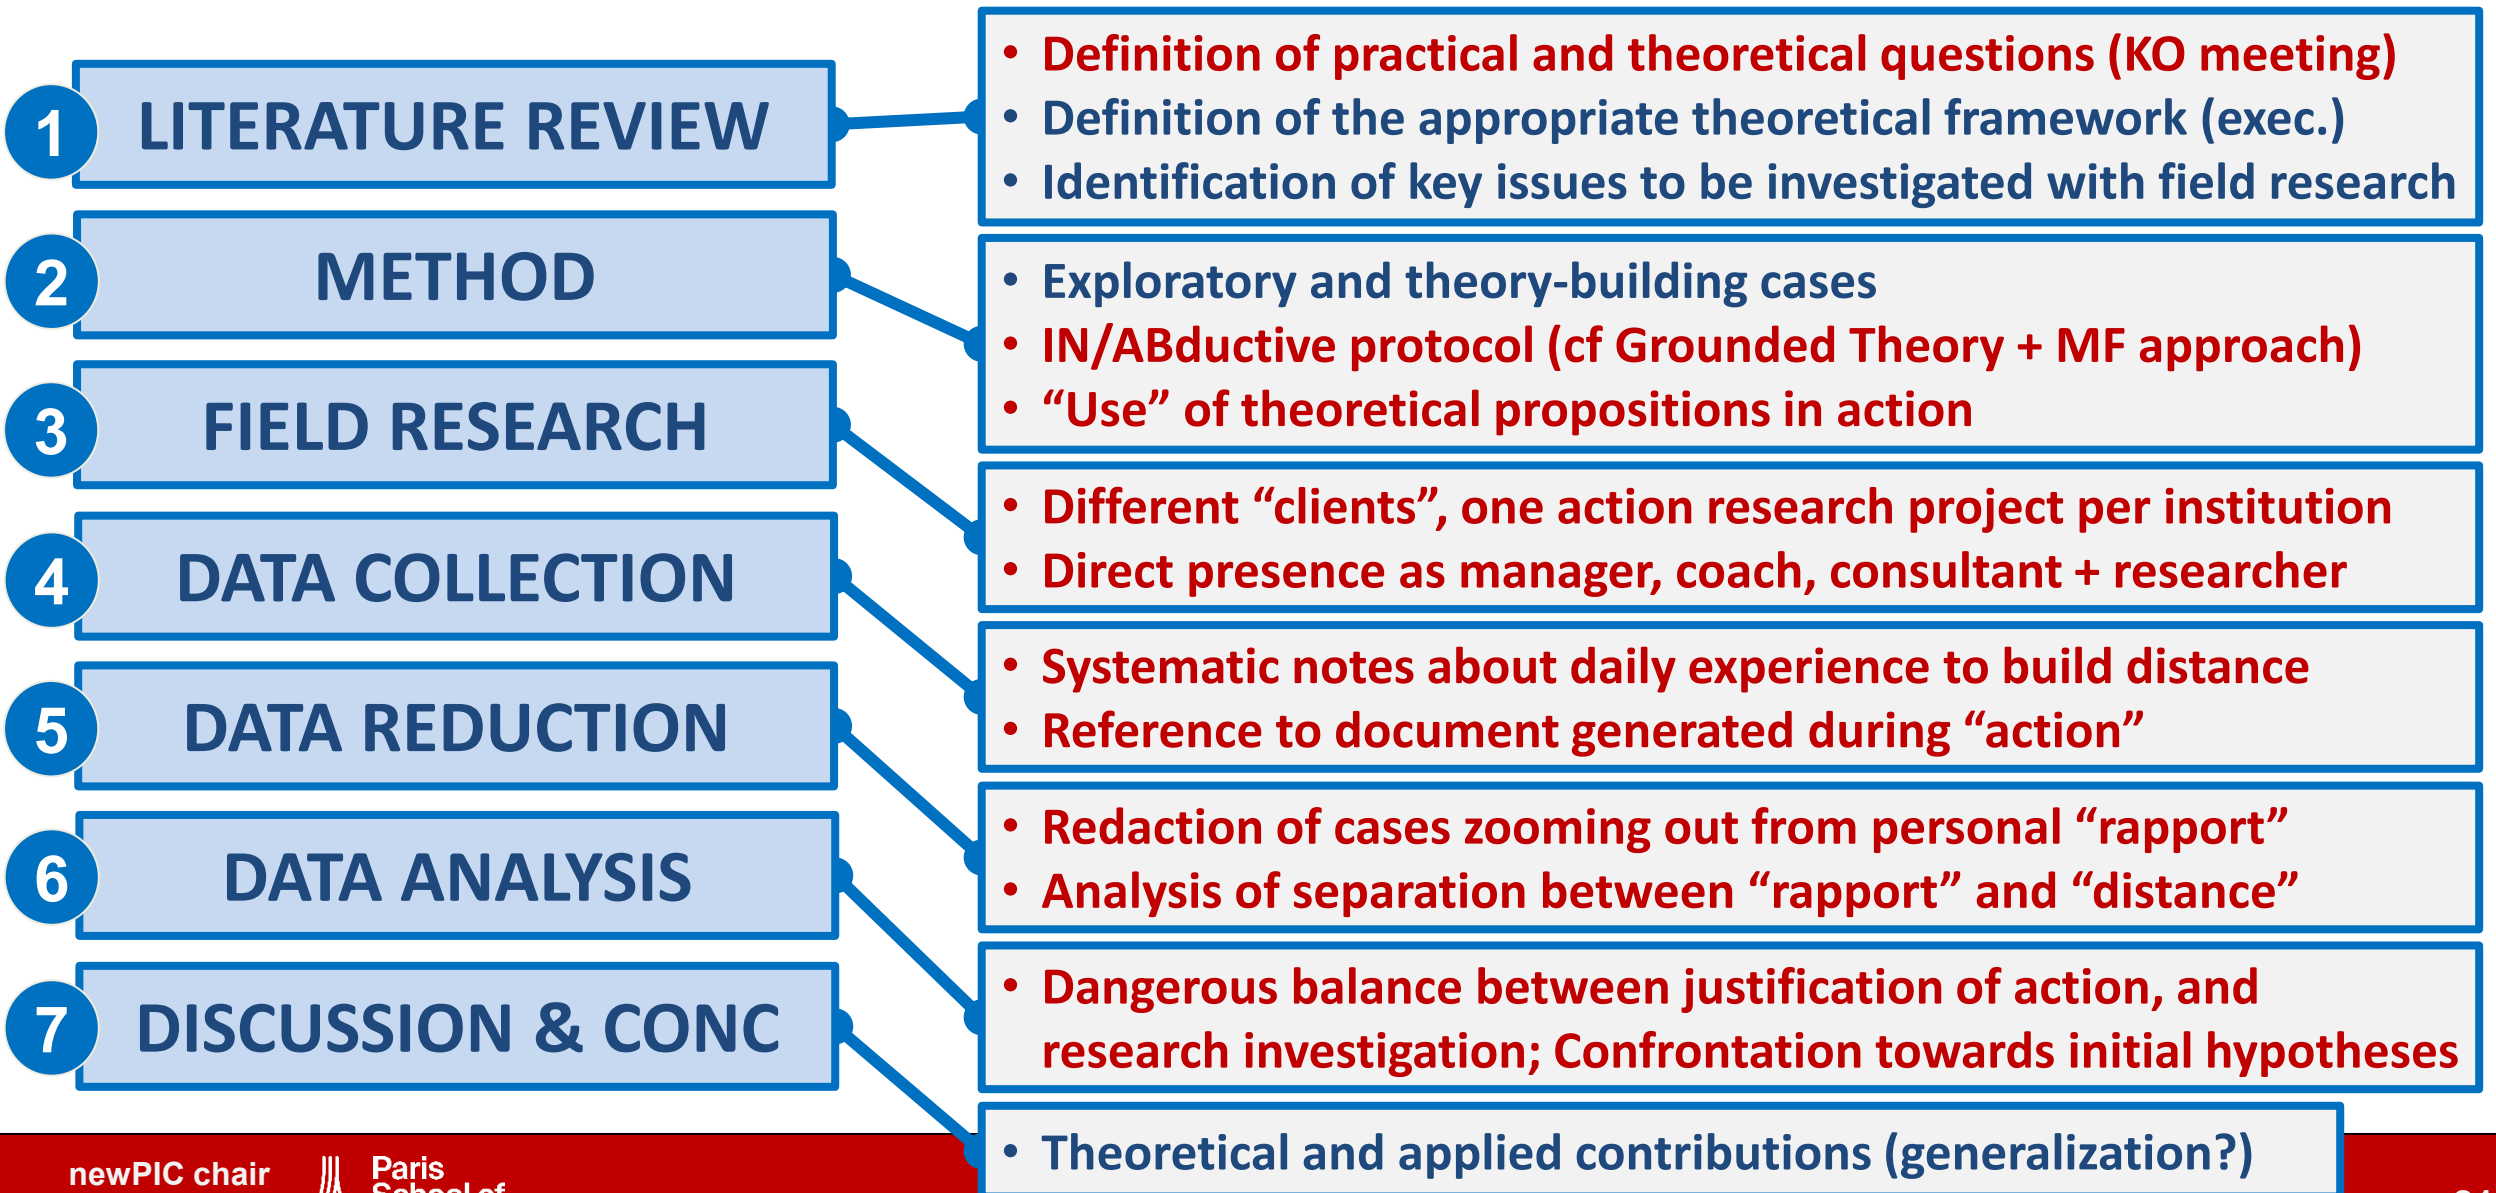 1
LITERATURE REVIEW
• Definition of practical and theoretical questions (KO meeting)
• Definition of the appropriate theoretical framework (exec.)
• Identification of key issues to be investigated with field research
2
METHOD
• Exploratory and theory-building cases
• IN/ABductive protocol (cf Grounded Theory + MF approach)
• “Use” of theoretical propositions in action
3
FIELD RESEARCH
• Different “clients”, one action research project per institution
• Direct presence as manager, coach, consultant + researcher
4
DATA COLLECTION
• Systematic notes about daily experience to build distance
• Reference to document generated during “action”
5
DATA REDUCTION
• Redaction of cases zooming out from personal “rapport”
• Analysis of separation between “rapport” and “distance”
6
DATA ANALYSIS
• Dangerous balance between justification of action, and
research investigation; Confrontation towards initial hypotheses
7
DISCUSSION & CONC
• Theoretical and applied contributions (generalization?)
newPIC chair
Paris
School of